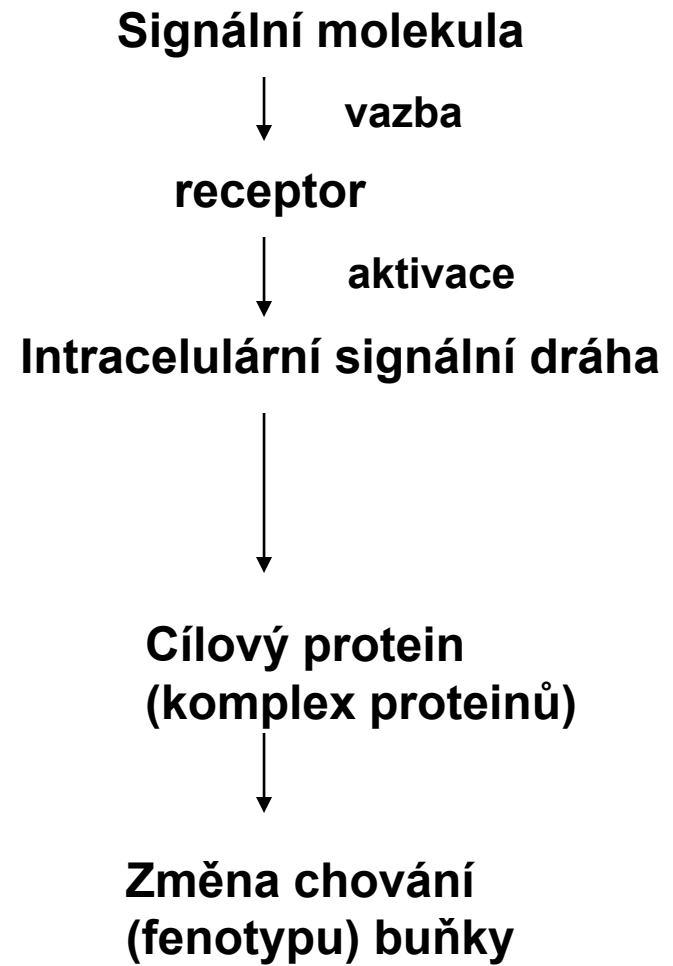 Signální molekula
vazba
receptor
aktivace
Intracelulární signální dráha
Cílový protein
(komplex proteinů)
Změna chování
(fenotypu) buňky